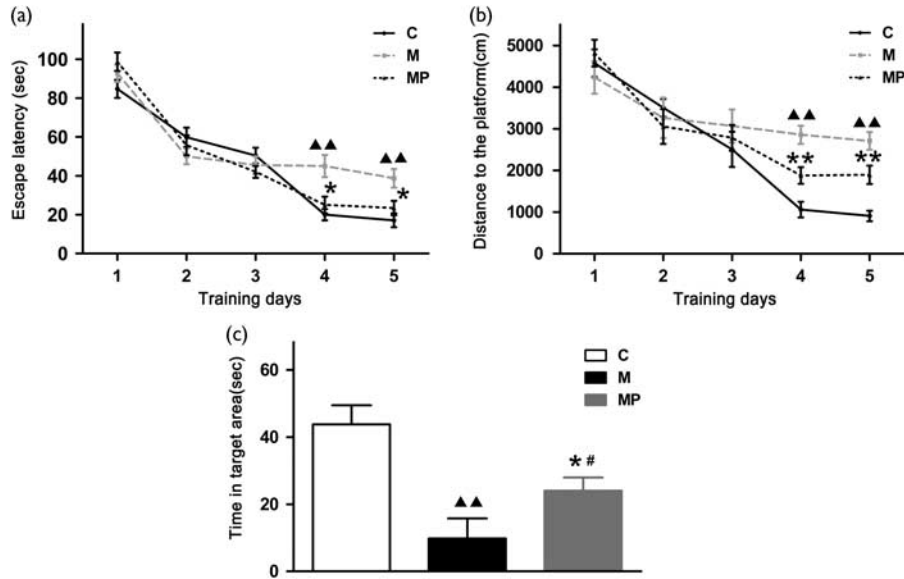 (a)
C
M
MP
Escape latency (sec)
100
80
60
40
20
0
▲▲
▲▲
*
*
1 2 3 4 5
Training days
(b)
C
M
MP
Distance to the platform(cm)
5000
4000
3000
2000
1000
0
▲▲
▲▲
**
**
1 2 3 4 5
Training days
(c)
C
M
MP
Time in target area(sec)
60
40
20
0
▲▲
*#